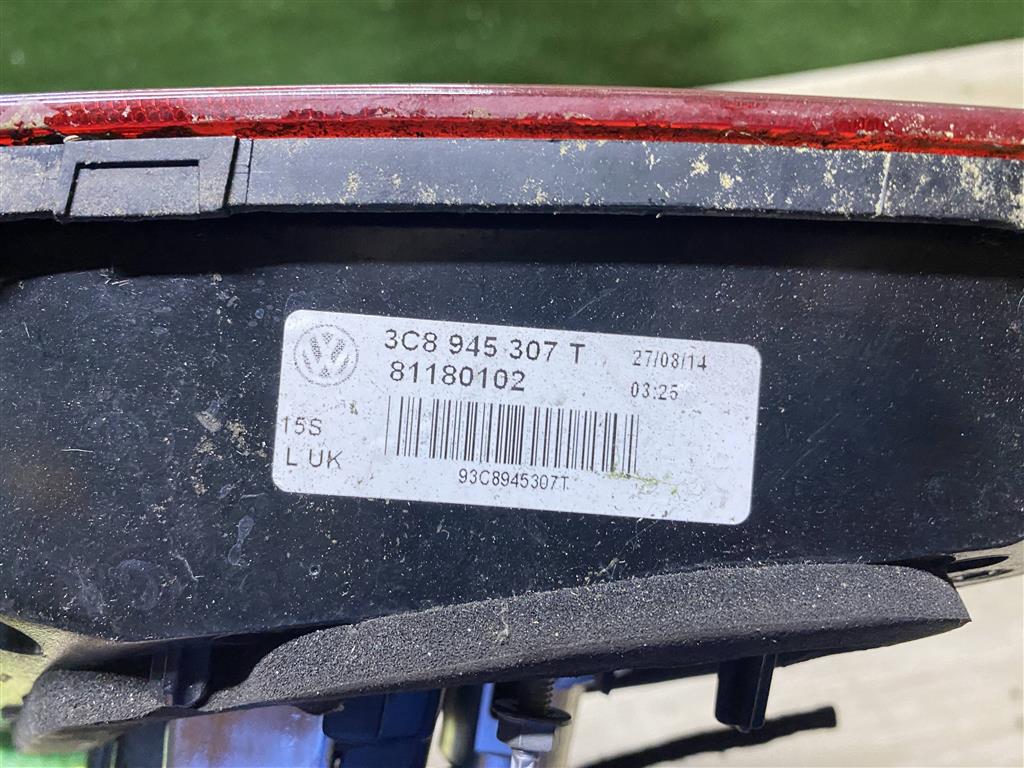 3C8 945 307 T 27/08/14
81180102 03:25
15S
L UK
93C8945307T